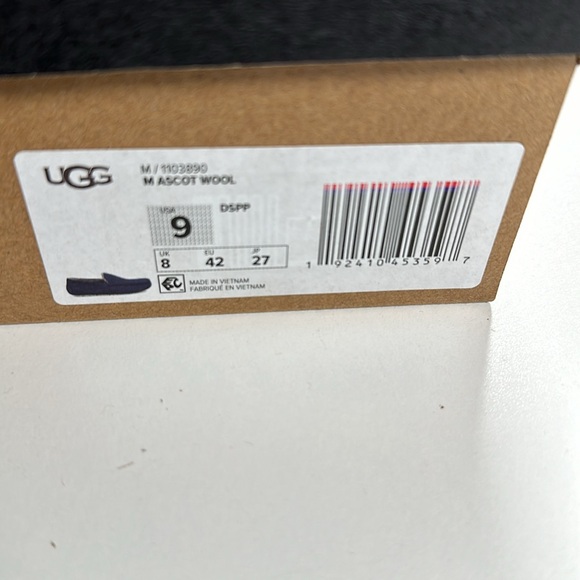 UGG
M / 1103890
M ASCOT WOOL
USA
9
DSPP
UK 8
EU 42
JP 27
MADE IN VIETNAM
FABRIQUÉ EN VIETNAM
1 92410 45359 7